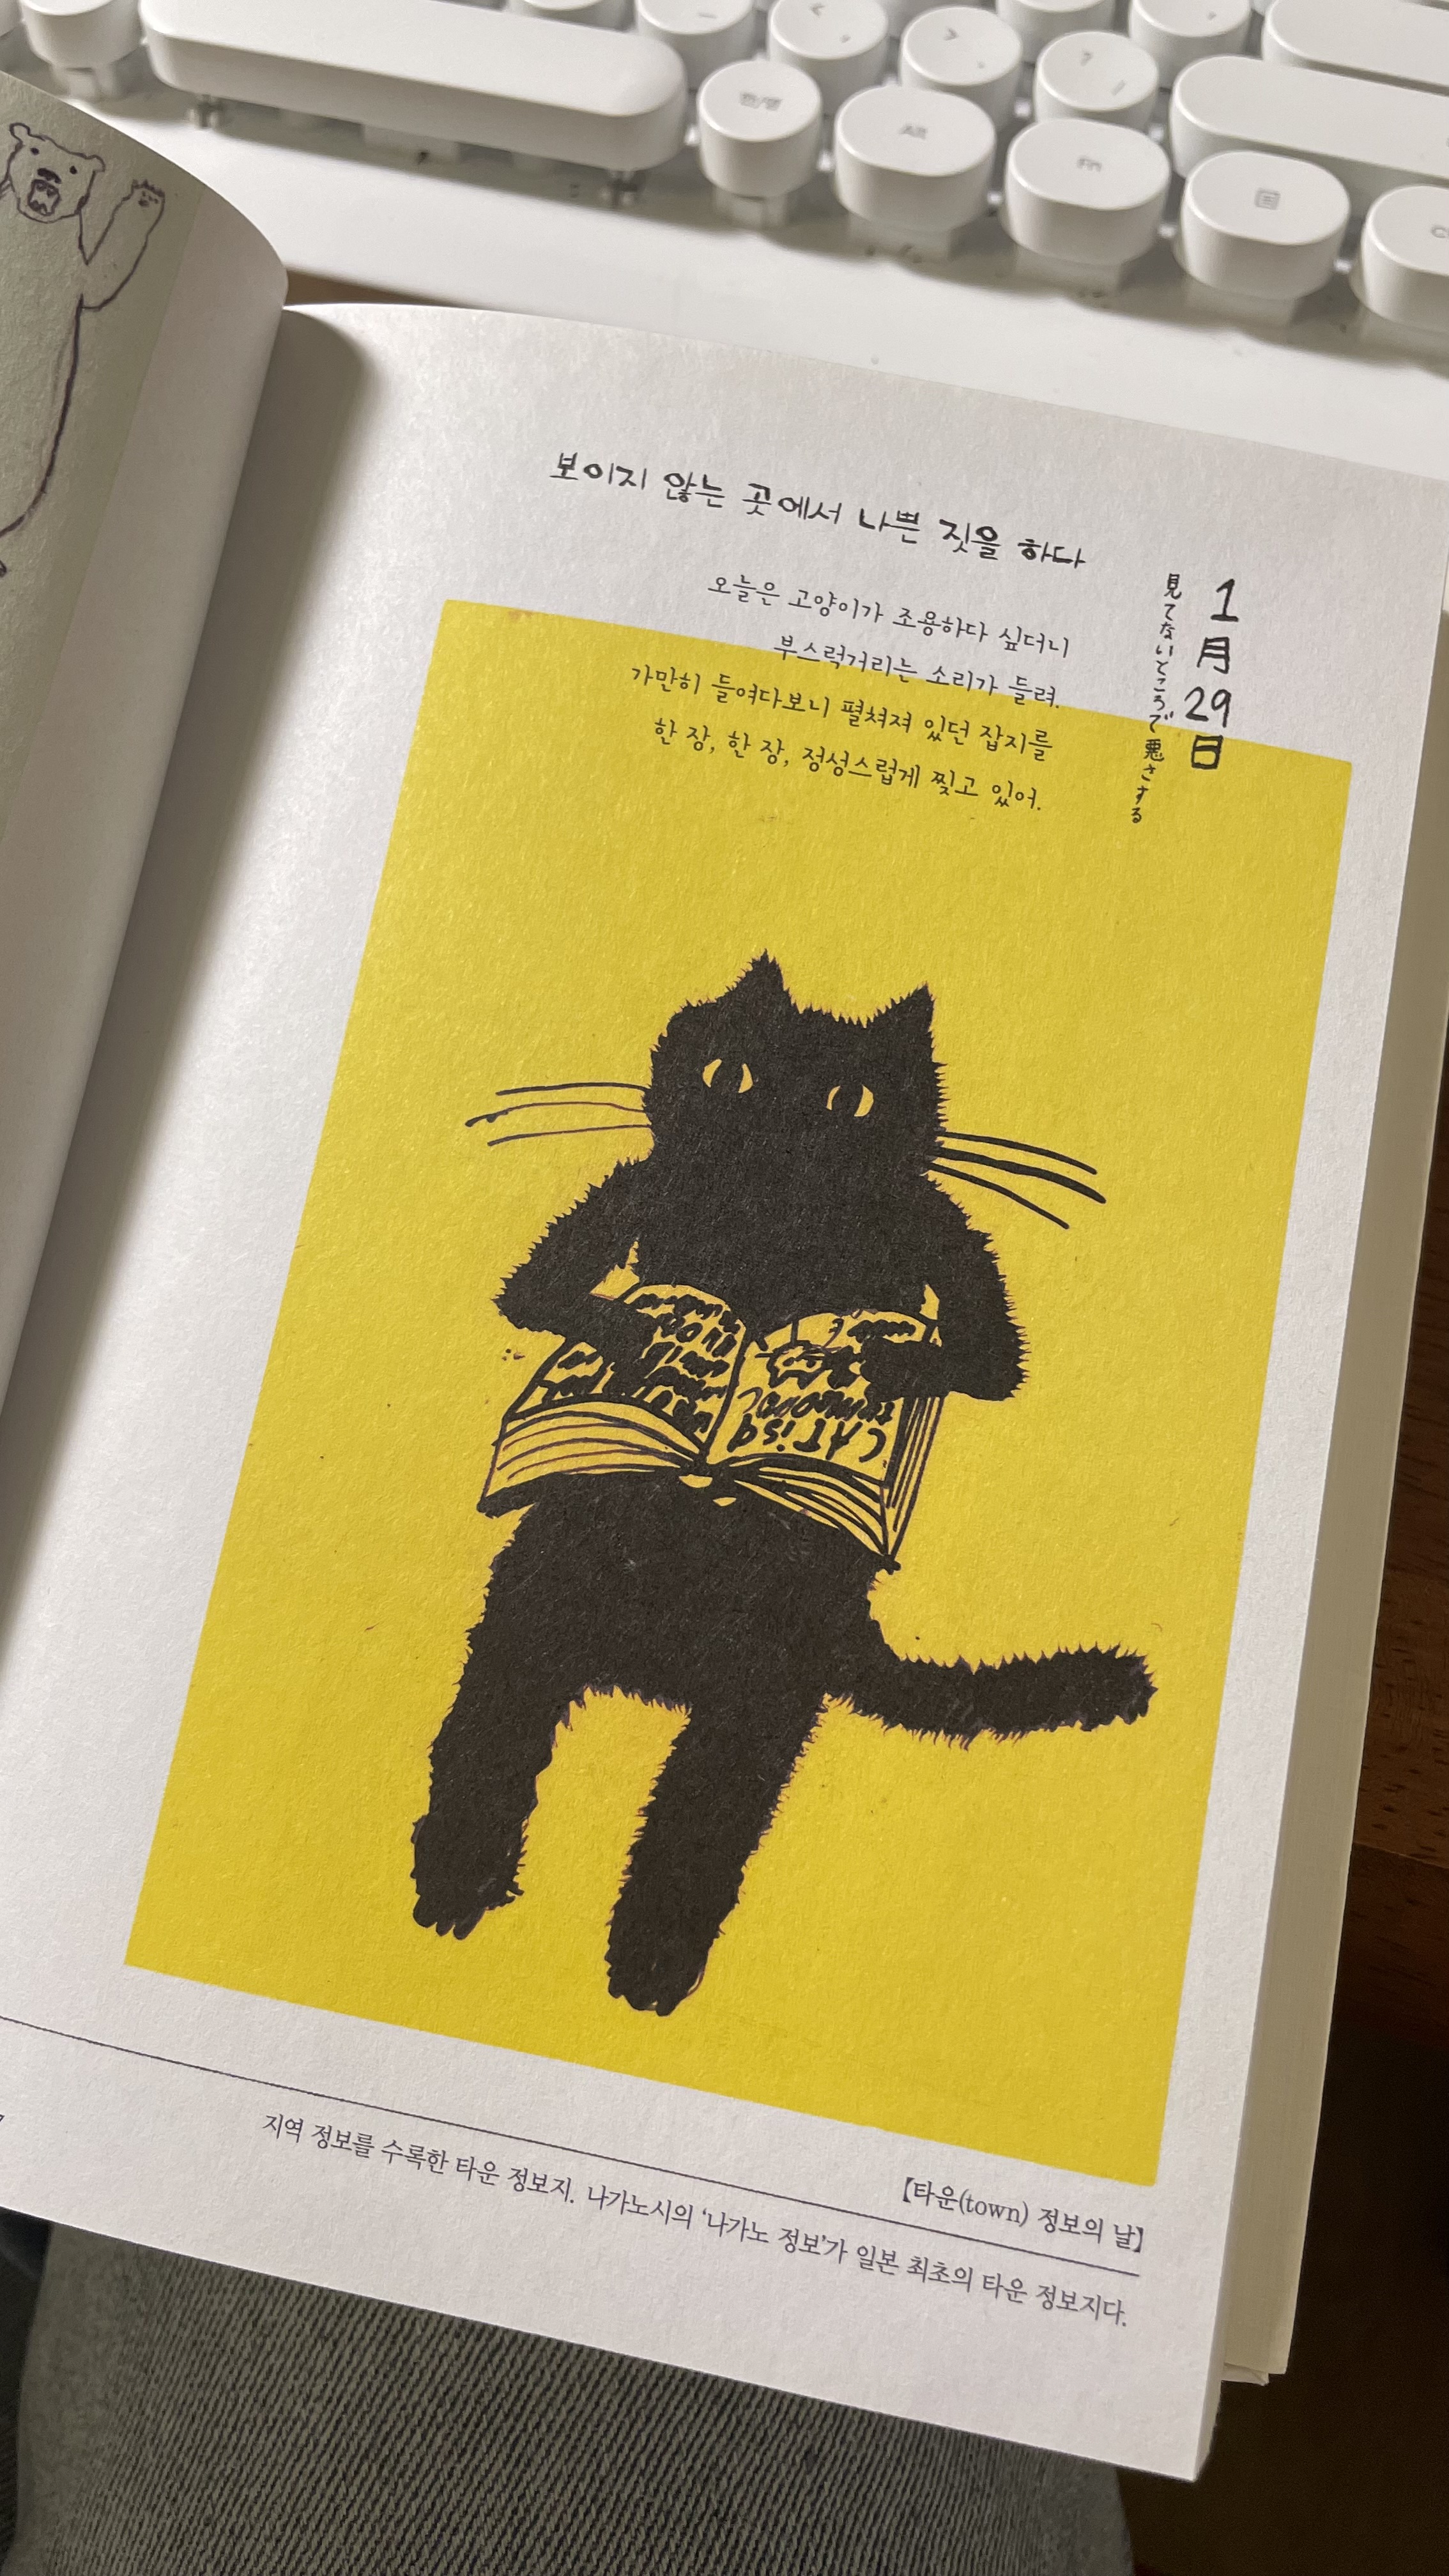 보이지 않는 곳에서 나쁜 짓을 하다
오늘은 고양이가 조용하다 싶더니
부스럭거리는 소리가 들려.
가만히 들여다보니 펼쳐져 있던 잡지를
한 장, 한 장, 정성스럽게 찢고 있어.
1月29日
見てないところで悪さする
CAT is a
【타운(town) 정보의 날】
지역 정보를 수록한 타운 정보지. 나가노시의 ‘나가노 정보’가 일본 최초의 타운 정보지다.
한/영
Alt
Fn